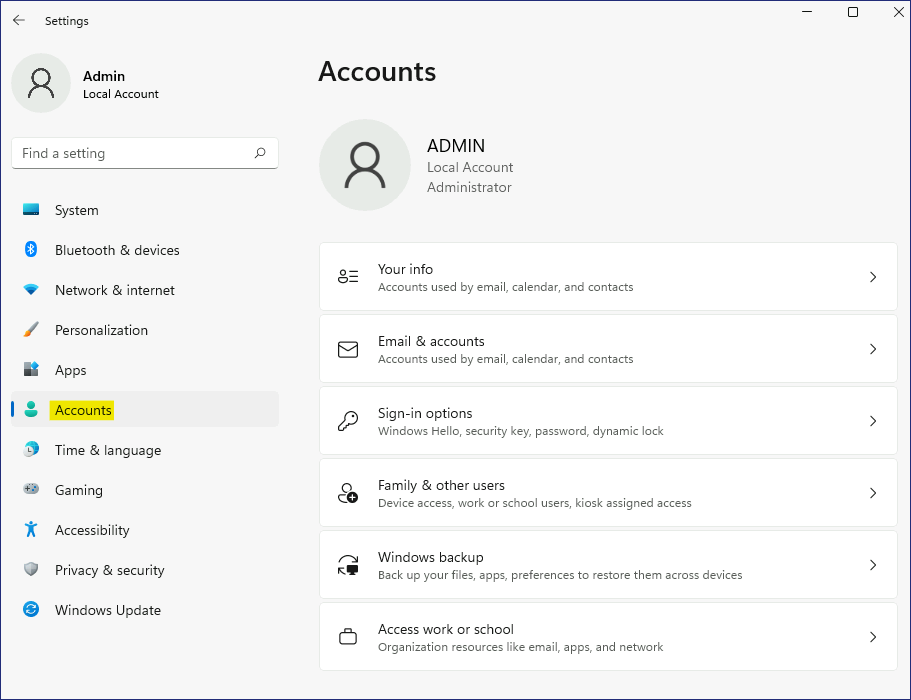 Settings
Admin
Local Account
Find a setting
System
Bluetooth & devices
Network & internet
Personalization
Apps
Accounts
Time & language
Gaming
Accessibility
Privacy & security
Windows Update
Accounts
ADMIN
Local Account
Administrator
Your info
Accounts used by email, calendar, and contacts
Email & accounts
Accounts used by email, calendar, and contacts
Sign-in options
Windows Hello, security key, password, dynamic lock
Family & other users
Device access, work or school users, kiosk assigned access
Windows backup
Back up your files, apps, preferences to restore them across devices
Access work or school
Organization resources like email, apps, and network